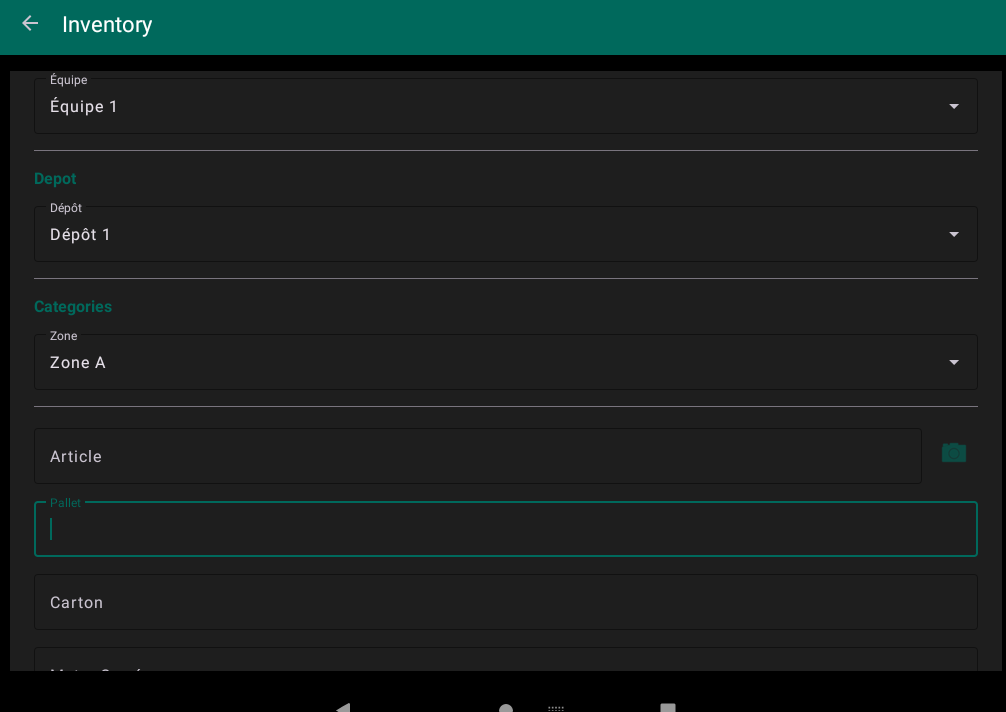 Inventory
Équipe
Équipe 1
Depot
Dépôt
Dépôt 1
Categories
Zone
Zone A
Article
Pallet
Carton